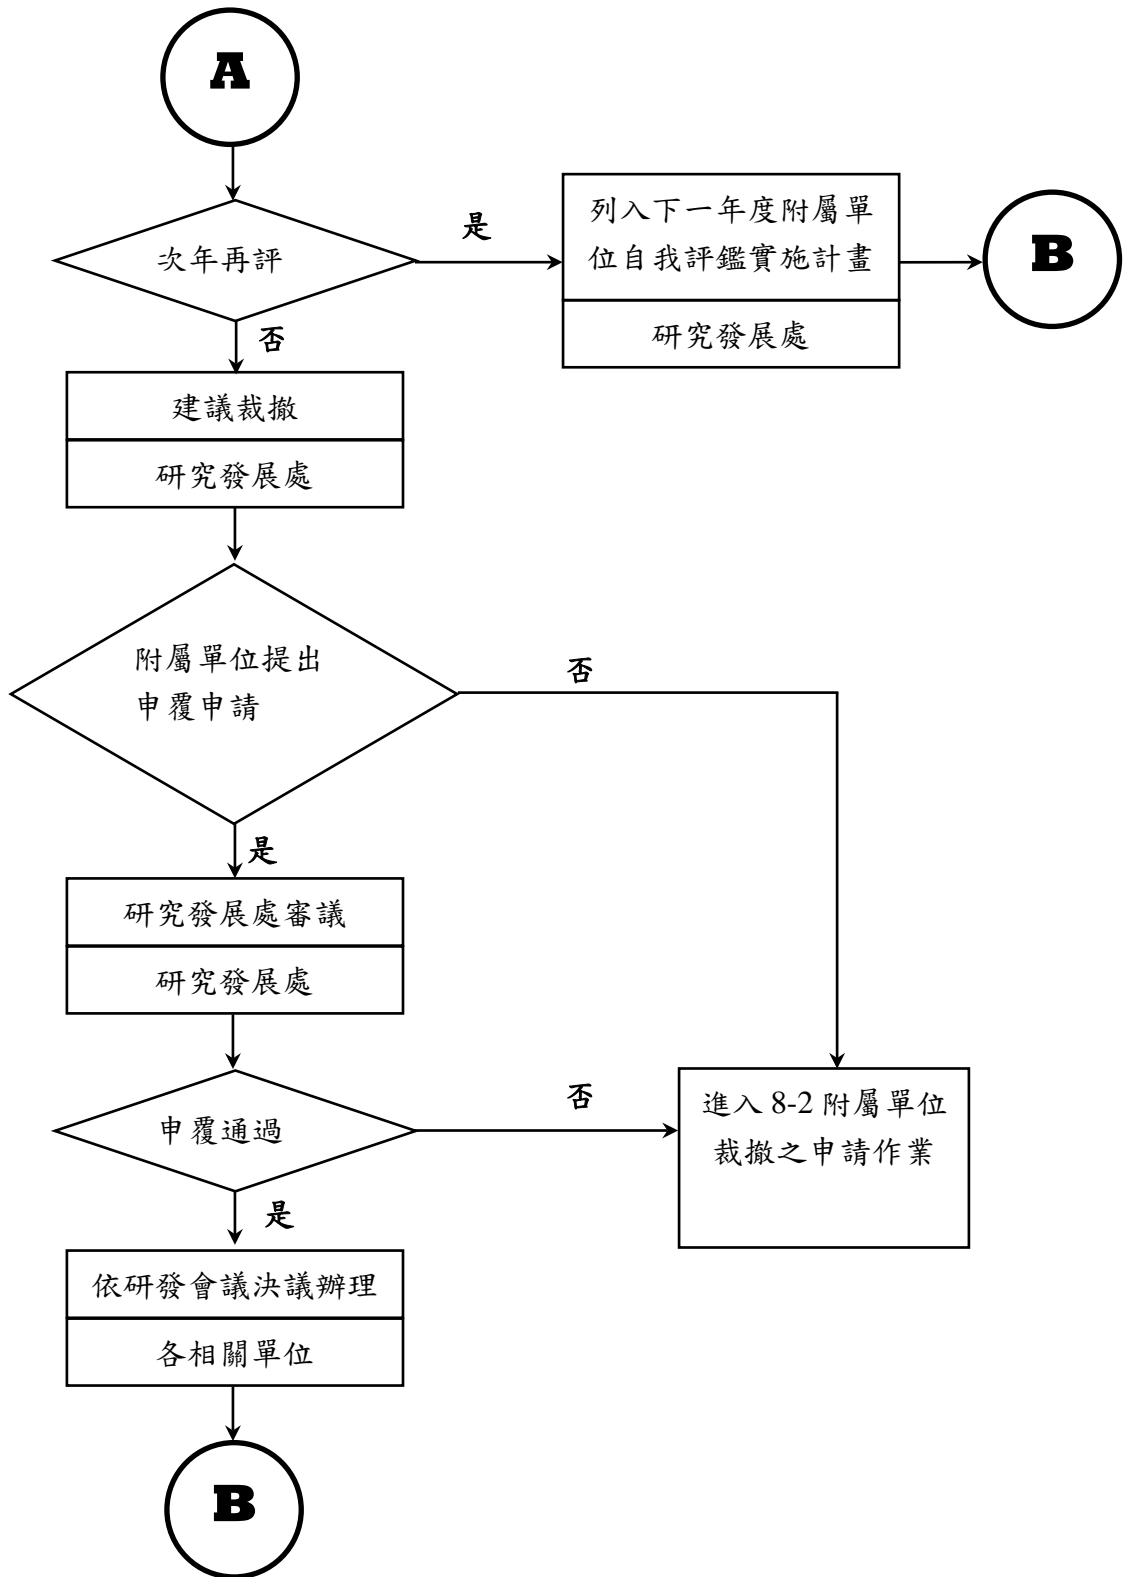 A
次年再評
是
列入下一年度附屬單
位自我評鑑實施計畫
研究發展處
B
否
建議裁撤
研究發展處
附屬單位提出
申覆申請
否
是
研究發展處審議
研究發展處
申覆通過
否
進入 8-2 附屬單位
裁撤之申請作業
是
依研發會議決議辦理
各相關單位
B